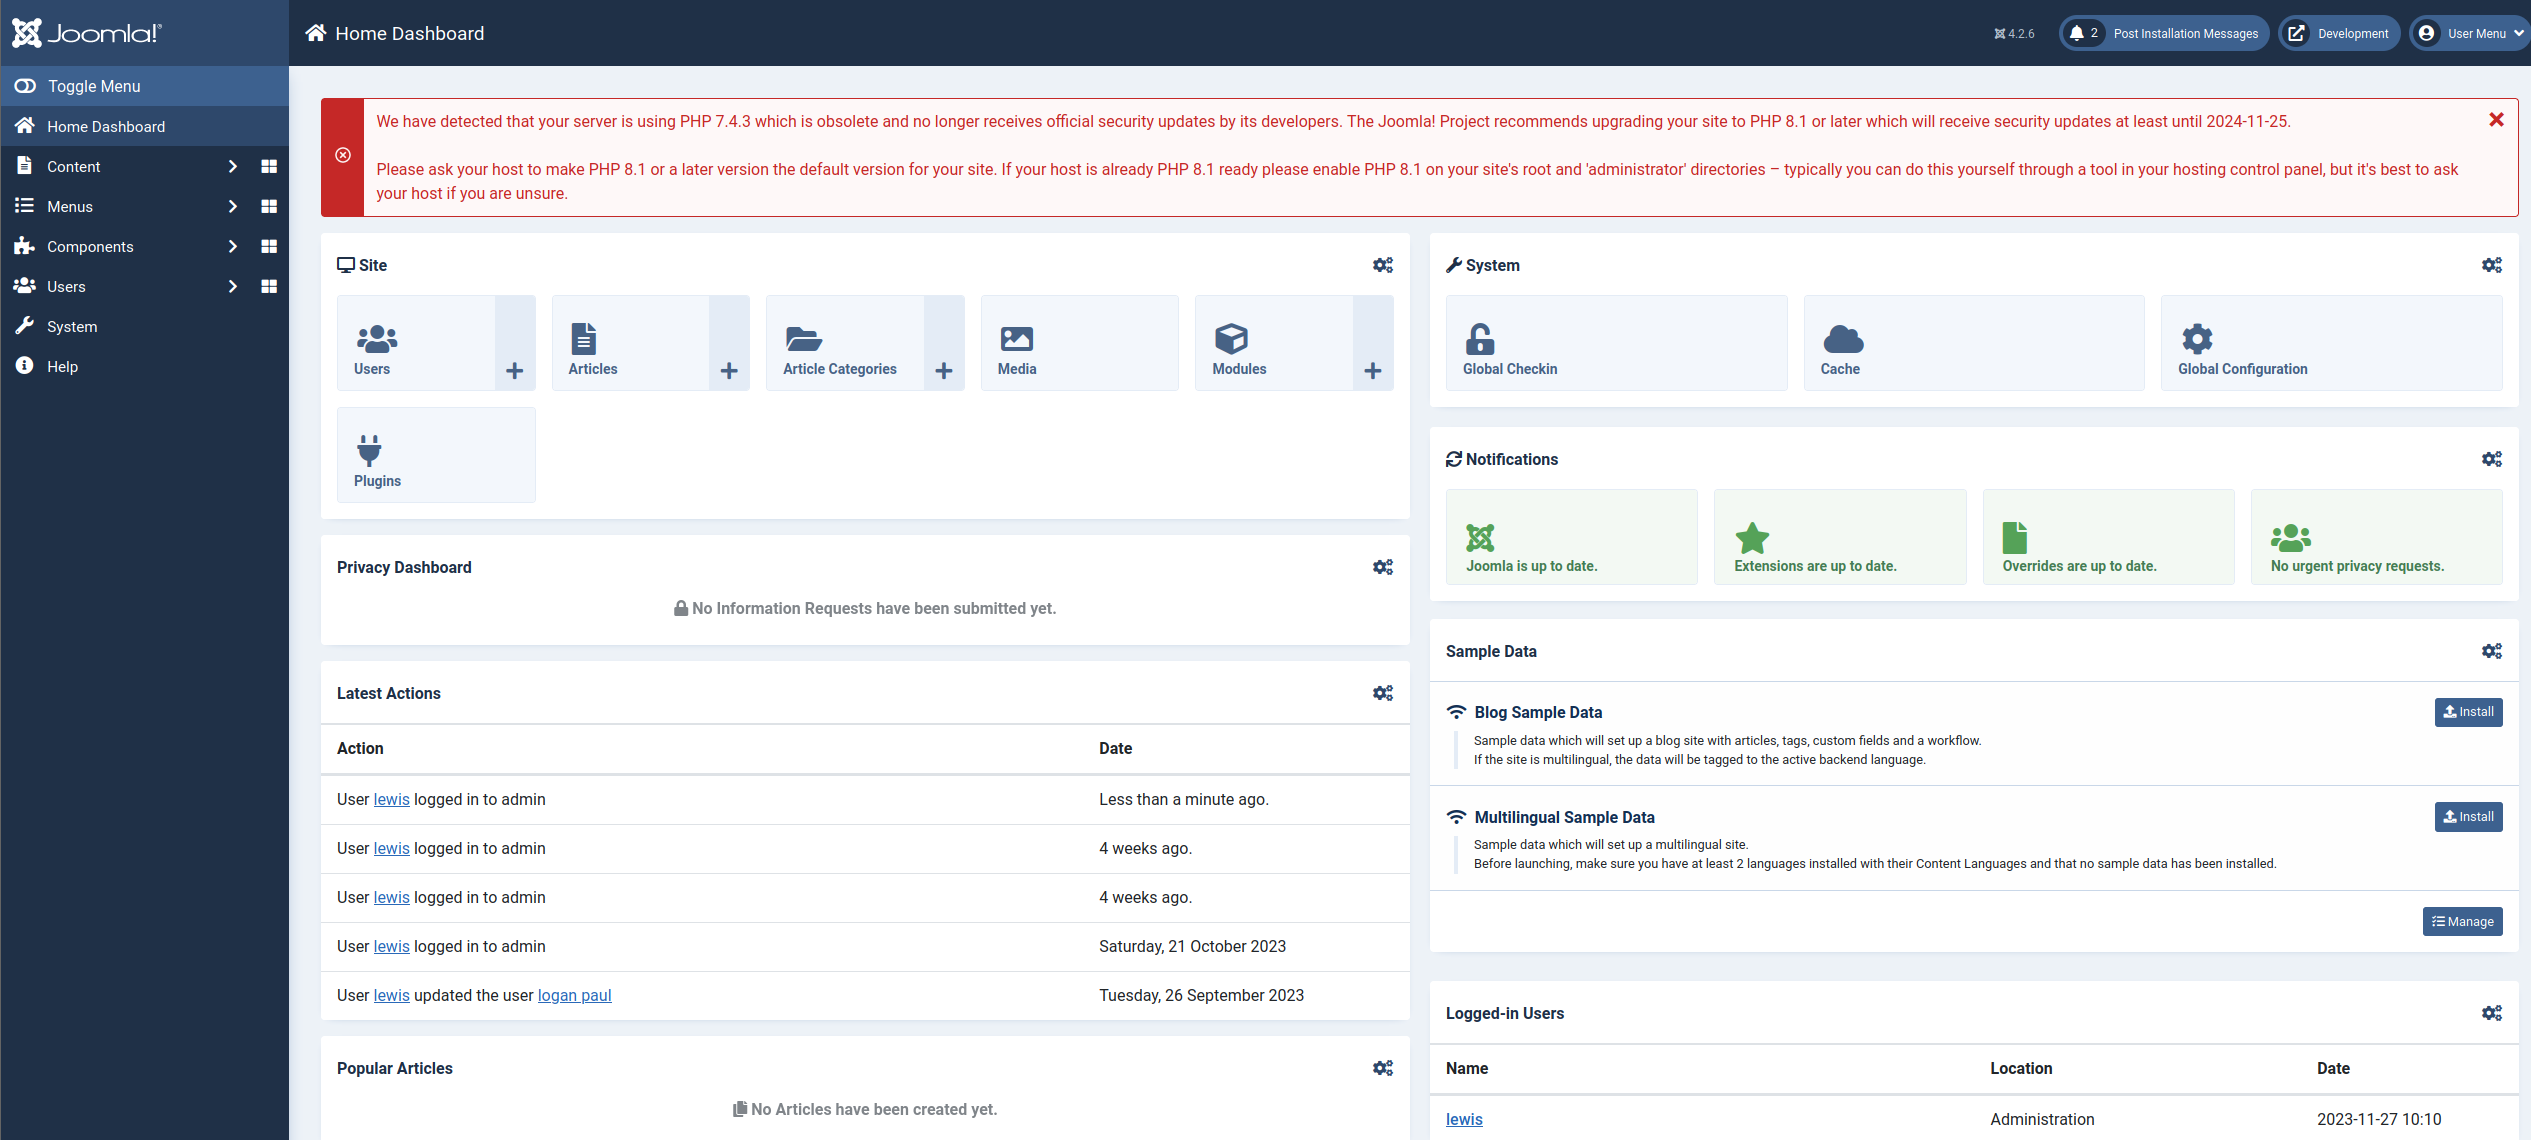 Joomla!
Home Dashboard
4.2.6
2
Post Installation Messages
Development
User Menu
Toggle Menu
Home Dashboard
Content
Menus
Components
Users
System
Help
We have detected that your server is using PHP 7.4.3 which is obsolete and no longer receives official security updates by its developers. The Joomla! Project recommends upgrading your site to PHP 8.1 or later which will receive security updates at least until 2024-11-25.
Please ask your host to make PHP 8.1 or a later version the default version for your site. If your host is already PHP 8.1 ready please enable PHP 8.1 on your site's root and 'administrator' directories – typically you can do this yourself through a tool in your hosting control panel, but it's best to ask
your host if you are unsure.
Site
Users
Articles
Article Categories
Media
Modules
Plugins
Privacy Dashboard
No Information Requests have been submitted yet.
Latest Actions
Action Date
User lewis logged in to admin Less than a minute ago.
User lewis logged in to admin 4 weeks ago.
User lewis logged in to admin 4 weeks ago.
User lewis logged in to admin Saturday, 21 October 2023
User lewis updated the user logan paul Tuesday, 26 September 2023
Popular Articles
No Articles have been created yet.
System
Global Checkin
Cache
Global Configuration
Notifications
Joomla is up to date.
Extensions are up to date.
Overrides are up to date.
No urgent privacy requests.
Sample Data
Blog Sample Data
Install
Sample data which will set up a blog site with articles, tags, custom fields and a workflow.
If the site is multilingual, the data will be tagged to the active backend language.
Multilingual Sample Data
Install
Sample data which will set up a multilingual site.
Before launching, make sure you have at least 2 languages installed with their Content Languages and that no sample data has been installed.
Manage
Logged-in Users
Name Location Date
lewis Administration 2023-11-27 10:10